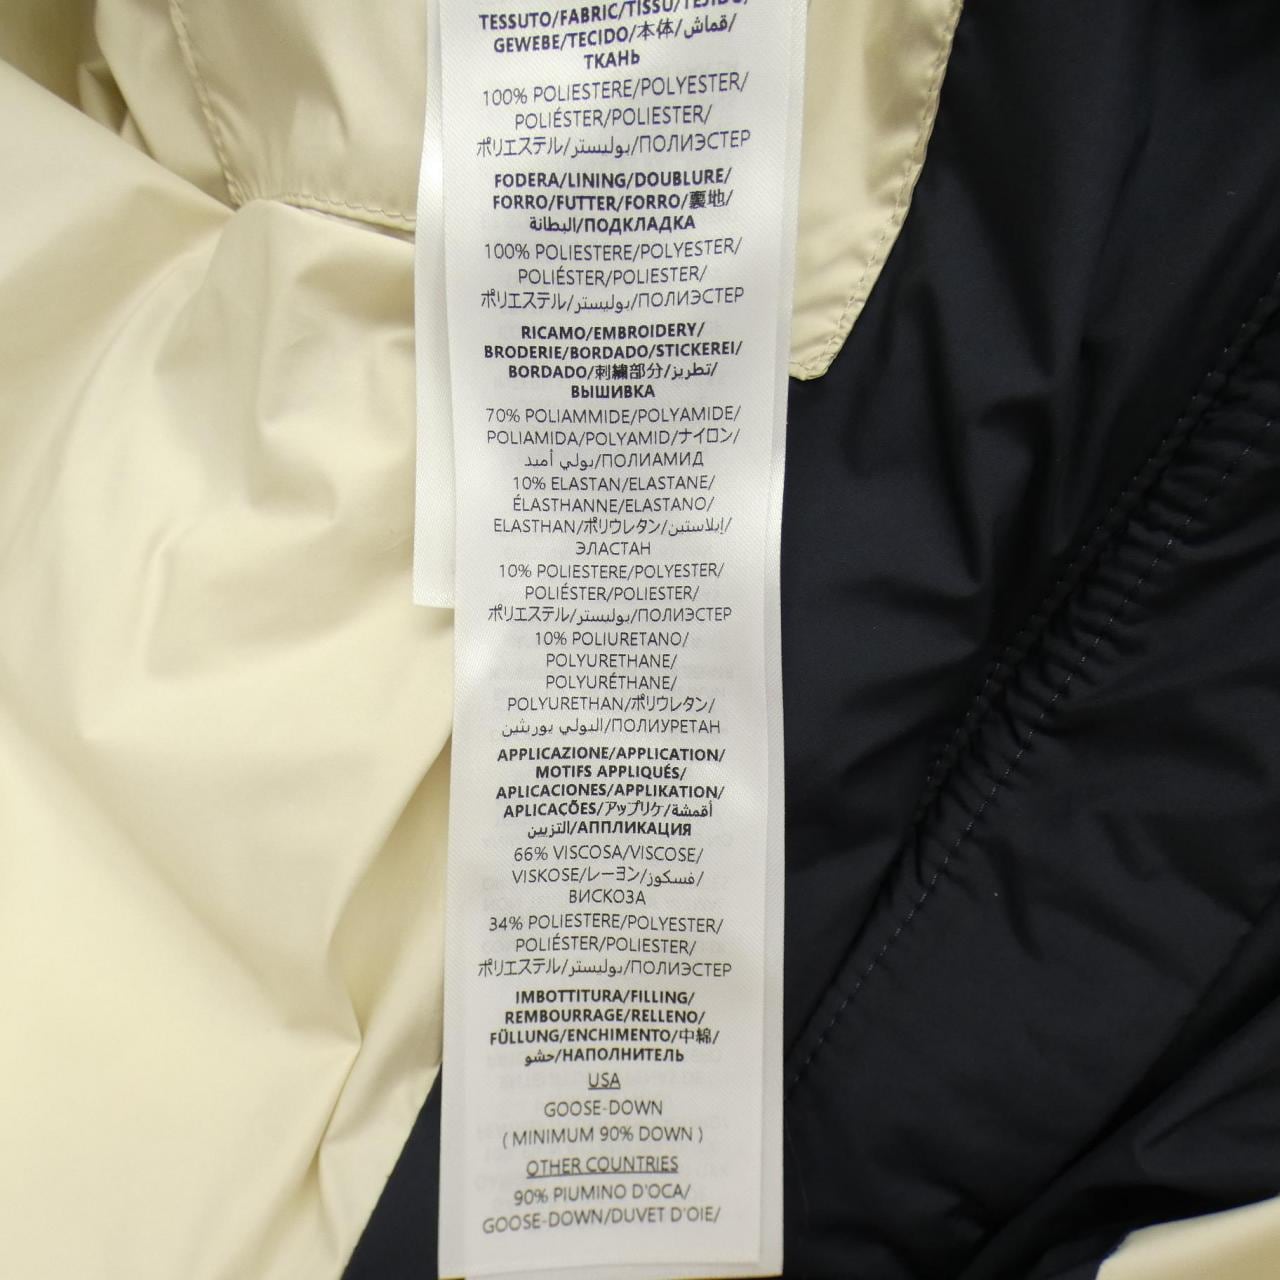 TESSUTO/FABRIC/TISSU/TEJIDO/
GEWEBE/TECIDO/本体/قماش/
ТКАНЬ
100% POLIESTERE/POLYESTER/
POLIÉSTER/POLIESTER/
ポリエステル/بوليستر/ПОЛИЭСТЕР
FODERA/LINING/DOUBLURE/
FORRO/FUTTER/FORRO/裏地/
البطانة/ПОДКЛАДКА
100% POLIESTERE/POLYESTER/
POLIÉSTER/POLIESTER/
ポリエステル/بوليستر/ПОЛИЭСТЕР
RICAMO/EMBROIDERY/
BRODERIE/BORDADO/STICKEREI/
BORDADO/刺繍部分/تطريز/
ВЫШИВКА
70% POLIAMMIDE/POLYAMIDE/
POLIAMIDA/POLYAMID/ナイロン/
بولي أميد/ПОЛИАМИД
10% ELASTAN/ELASTANE/
ÉLASTHANNE/ELASTANO/
ELASTHAN/ポリウレタン/إيلاستين/
ЭЛАСТАН
10% POLIESTERE/POLYESTER/
POLIÉSTER/POLIESTER/
ポリエステル/بوليستر/ПОЛИЭСТЕР
10% POLIURETANO/
POLYURETHANE/
POLYURÉTHANE/
POLYURETHAN/ポリウレタン/
البولي يوريثين/ПОЛИУРЕТАН
APPLICAZIONE/APPLICATION/
MOTIFS APPLIQUÉS/
APLICACIONES/APPLIKATION/
APLICAÇÕES/アップリケ/أقمشة
التزيين/АППЛИКАЦИЯ
66% VISCOSA/VISCOSE/
VISKOSE/レーヨン/فسكوز/
ВИСКОЗА
34% POLIESTERE/POLYESTER/
POLIÉSTER/POLIESTER/
ポリエステル/بوليستر/ПОЛИЭСТЕР
IMBOTTITURA/FILLING/
REMBOURRAGE/RELLENO/
FÜLLUNG/ENCHIMENTO/中綿/
حشو/НАПОЛНИТЕЛЬ
USA
GOOSE-DOWN
( MINIMUM 90% DOWN )
OTHER COUNTRIES
90% PIUMINO D'OCA/
GOOSE-DOWN/DUVET D'OIE/